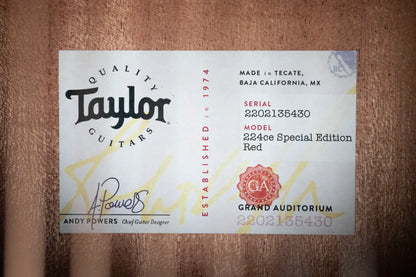 QUALITY
Taylor
GUITARS
A Powers
ANDY POWERS Chief Guitar Designer
ESTABLISHED in 1974
MADE in TECATE,
BAJA CALIFORNIA, MX
SERIAL
2202135430
MODEL
224ce Special Edition
Red
GA
GRAND AUDITORIUM
2202135430